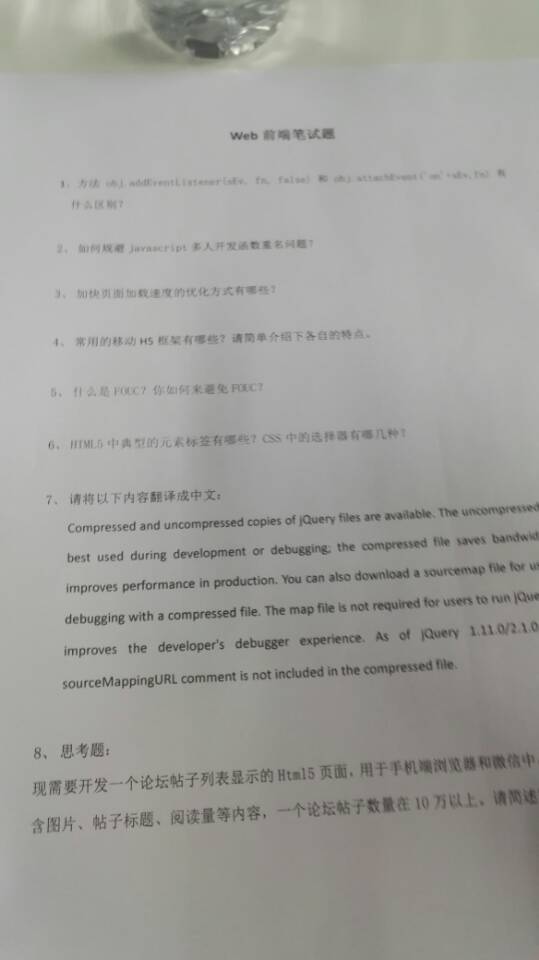 Web 前端笔试题
1、方法 obj.addEventListener(sEv, fn, false) 和 obj.attachEvent('on'+sEv,fn) 有
什么区别?
2、如何规避 javascript 多人开发函数重名问题?
3、加快页面加载速度的优化方式有哪些?
4、常用的移动 H5 框架有哪些? 请简单介绍下各自的特点。
5、什么是 FOUC? 你如何来避免 FOUC?
6、HTML5 中典型的元素标签有哪些? CSS 中的选择器有哪几种?
7、请将以下内容翻译成中文:
Compressed and uncompressed copies of jQuery files are available. The uncompressed
best used during development or debugging; the compressed file saves
improves performance in production. You can also download a sourcemap file for
debugging with a compressed file. The map file is not required for users to run
improves the developer's debugger experience. As of jQuery 1.11.0/2.1.0
sourceMappingURL comment is not included in the compressed file.
8、思考题:
现需要开发一个论坛帖子列表显示的 Html5 页面, 用于手机端浏览器和微信中
含图片、帖子标题、阅读量等内容, 一个论坛帖子数量在 10 万以上。请简述